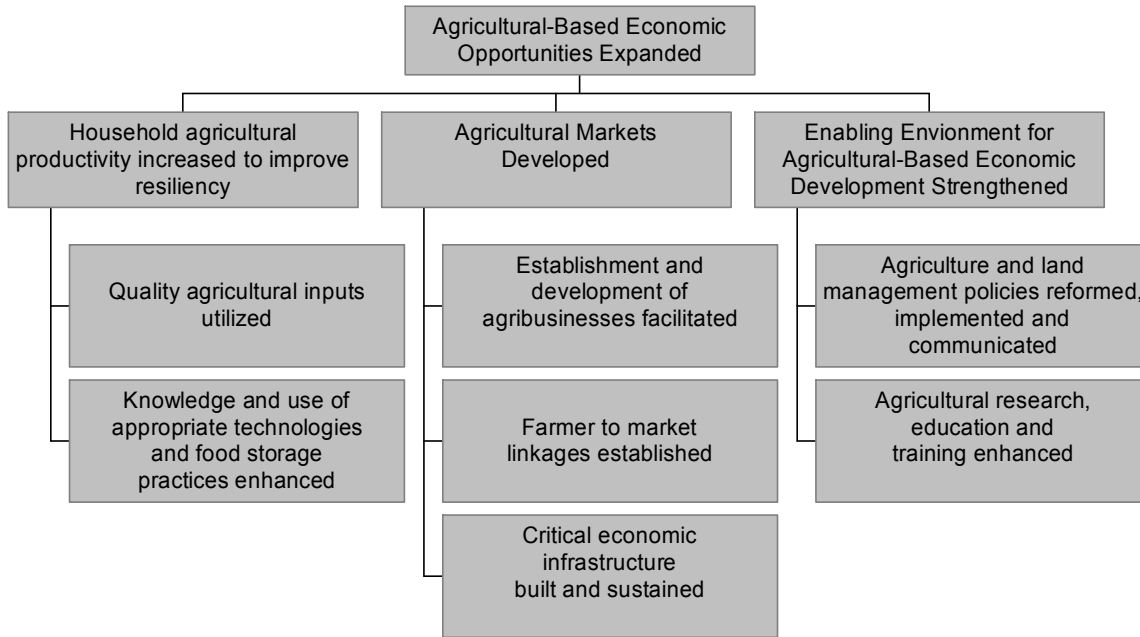 Agricultural-Based Economic
Opportunities Expanded
Household agricultural
productivity increased to improve
resiliency
Agricultural Markets
Developed
Enabling Envionment for
Agricultural-Based Economic
Development Strengthened
Quality agricultural inputs
utilized
Establishment and
development of
agribusinesses facilitated
Agriculture and land
management policies reformed,
implemented and
communicated
Knowledge and use of
appropriate technologies
and food storage
practices enhanced
Farmer to market
linkages established
Agricultural research,
education and
training enhanced
Critical economic
infrastructure
built and sustained